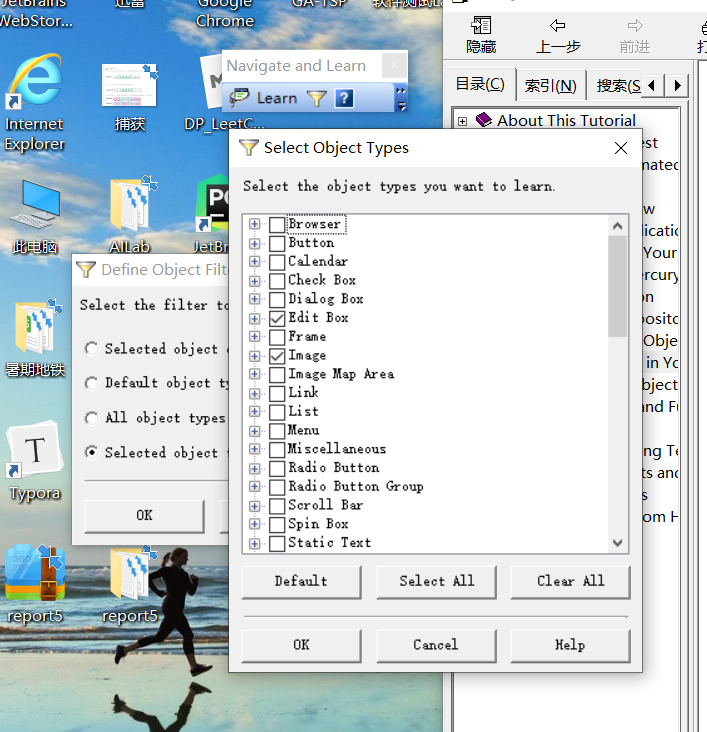 JetBrains
WebStor...
迅雷
Google
Chrome
GA-TSP
软件测试La
Internet
Explorer
捕获
DP_LeetC...
此电脑
AILab
JetBr
暑期地铁
Typora
report5
report5
Navigate and Learn
Learn
隐藏
上一步
前进
打
目录(C)
索引(N)
搜索(S
About This Tutorial
est
mated
w
licatio
Your
ercury
on
posito
Obje
in Yo
bject
and Fu
ng Te
ts and
s
om H
Define Object Filte
Select the filter to
Selected object o
Default object ty
All object types
Selected object t
OK
Select Object Types
Select the object types you want to learn.
Browser
Button
Calendar
Check Box
Dialog Box
Edit Box
Frame
Image
Image Map Area
Link
List
Menu
Miscellaneous
Radio Button
Radio Button Group
Scroll Bar
Spin Box
Static Text
Default
Select All
Clear All
OK
Cancel
Help